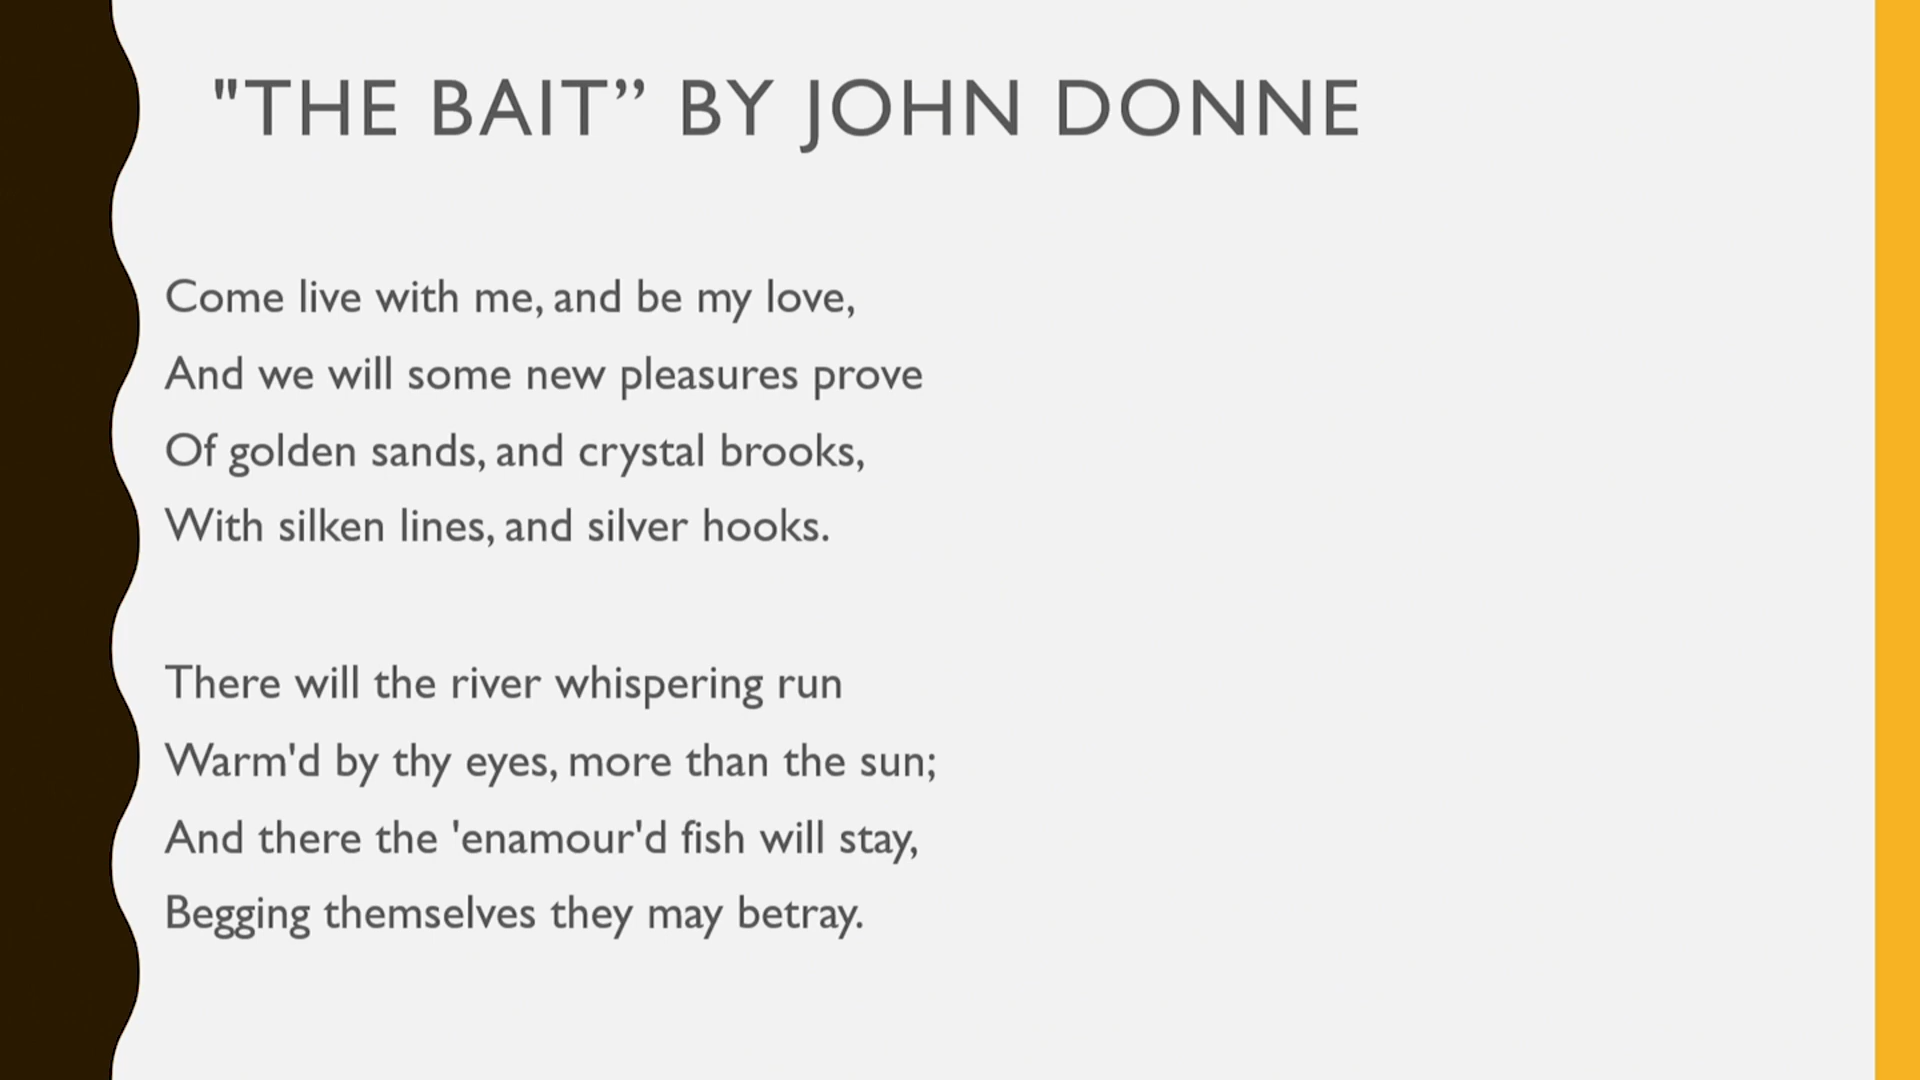 "THE BAIT” BY JOHN DONNE
Come live with me, and be my love,
And we will some new pleasures prove
Of golden sands, and crystal brooks,
With silken lines, and silver hooks.
There will the river whispering run
Warm'd by thy eyes, more than the sun;
And there the 'enamour'd fish will stay,
Begging themselves they may betray.